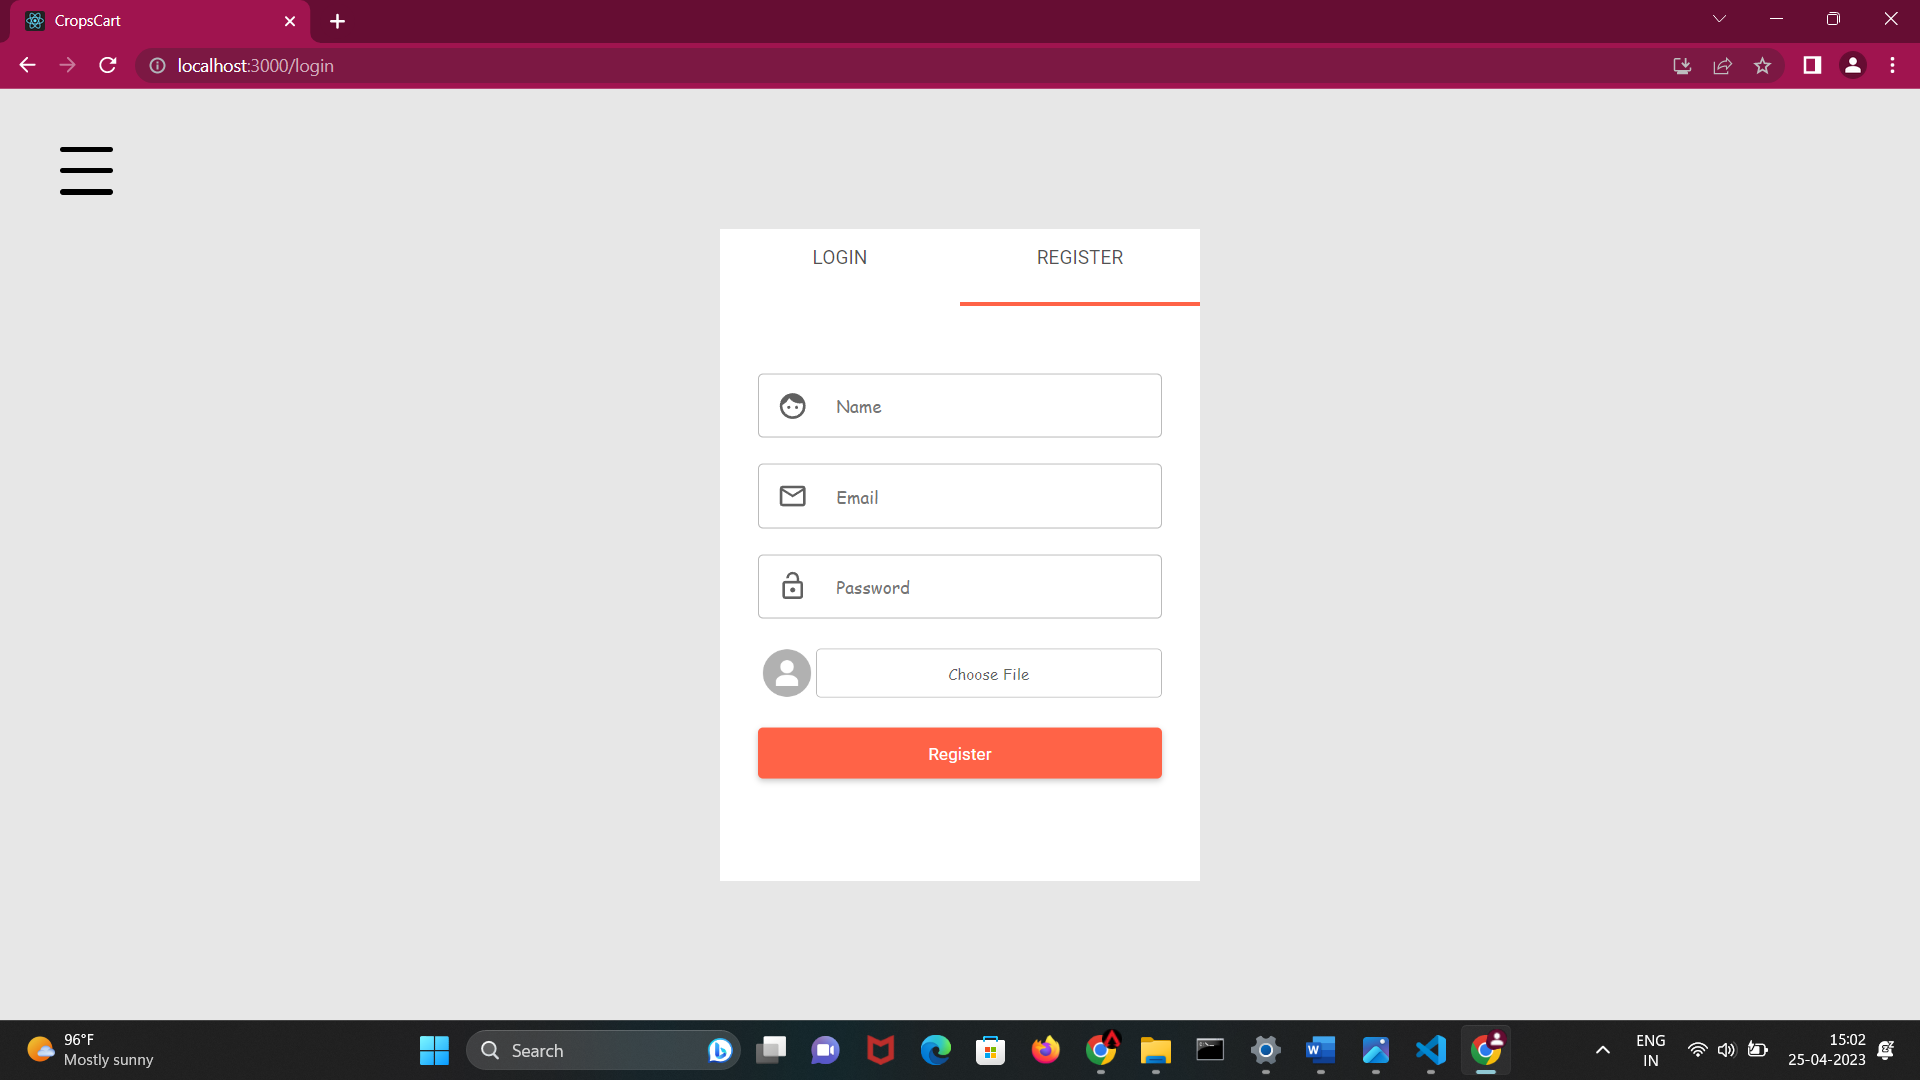 CropsCart
localhost:3000/login
LOGIN
REGISTER
Name
Email
Password
Choose File
Register
96°F
Mostly sunny
Search
ENG
IN
15:02
25-04-2023